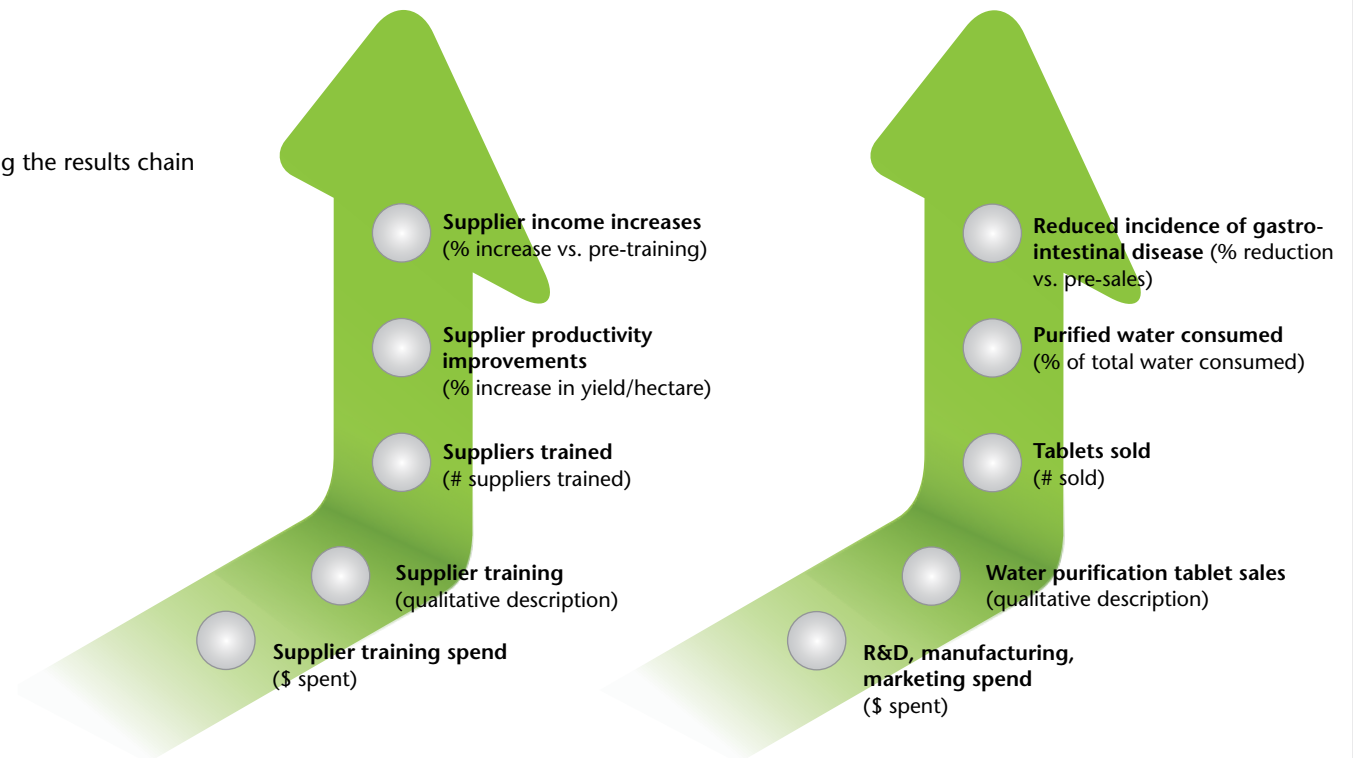 g the results chain
Supplier income increases
(% increase vs. pre-training)
Supplier productivity
improvements
(% increase in yield/hectare)
Suppliers trained
(# suppliers trained)
Supplier training
(qualitative description)
Supplier training spend
($ spent)
Reduced incidence of gastro-
intestinal disease (% reduction
vs. pre-sales)
Purified water consumed
(% of total water consumed)
Tablets sold
(# sold)
Water purification tablet sales
(qualitative description)
R&D, manufacturing,
marketing spend
($ spent)